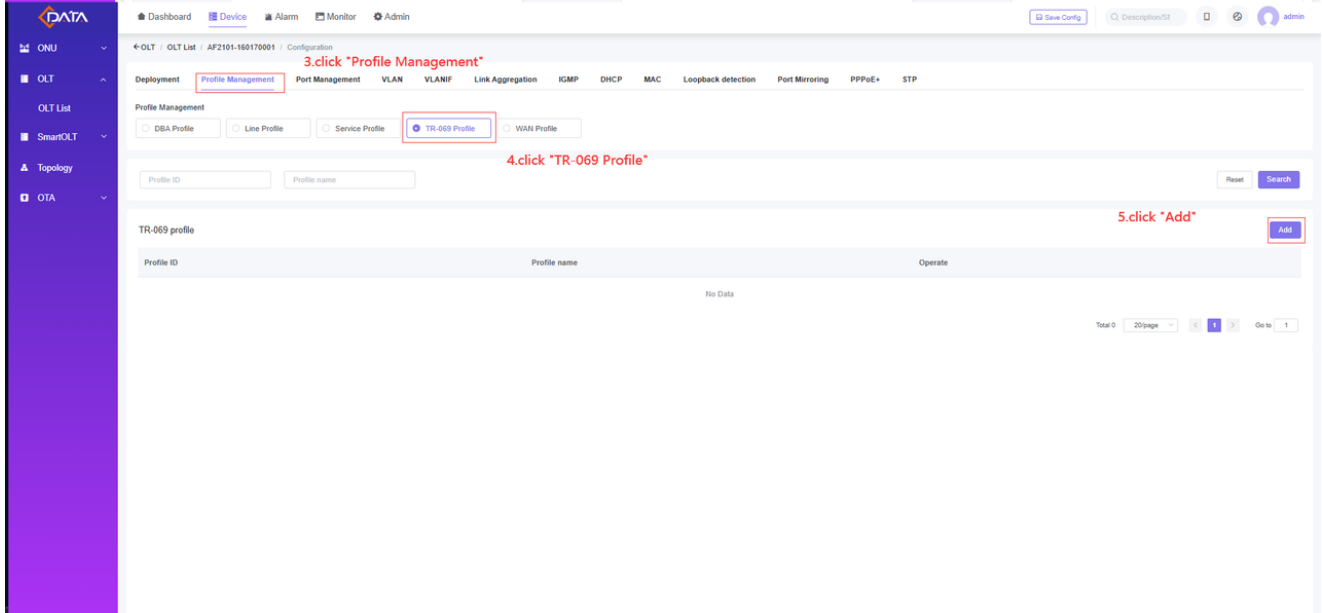 DATA
Dashboard Device Alarm Monitor Admin Save Config Description/SI admin
ONU
OLT / OLT List / AF2101-160170001 / Configuration
3.click "Profile Management"
OLT
Deployment Profile Management Port Management VLAN VLANIF Link Aggregation IGMP DHCP MAC Loopback detection Port Mirroring PPPoE+ STP
OLT List
Profile Management
DBA Profile Line Profile Service Profile TR-069 Profile WAN Profile
SmartOLT
4.click "TR-069 Profile"
Topology
Profile ID Profile name Reset Search
OTA
5.click "Add"
TR-069 profile Add
Profile ID Profile name Operate
No Data
Total 0 20/page 1 Go to 1